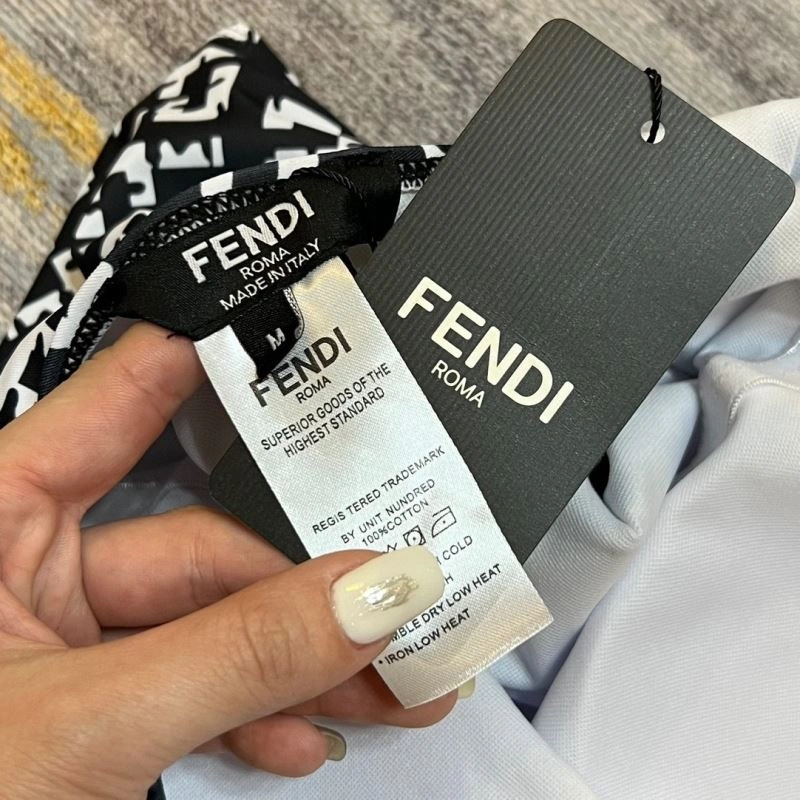 FENDI
ROMA
MADE IN ITALY
M
FENDI
ROMA
SUPERIOR GOODS OF THE
HIGHEST STANDARD
REGIS TERED TRADEMARK
BY UNIT NUNDRED
100%COTTON
COLD
MBLE DRY LOW HEAT
* IRON LOW HEAT
FENDI
ROMA